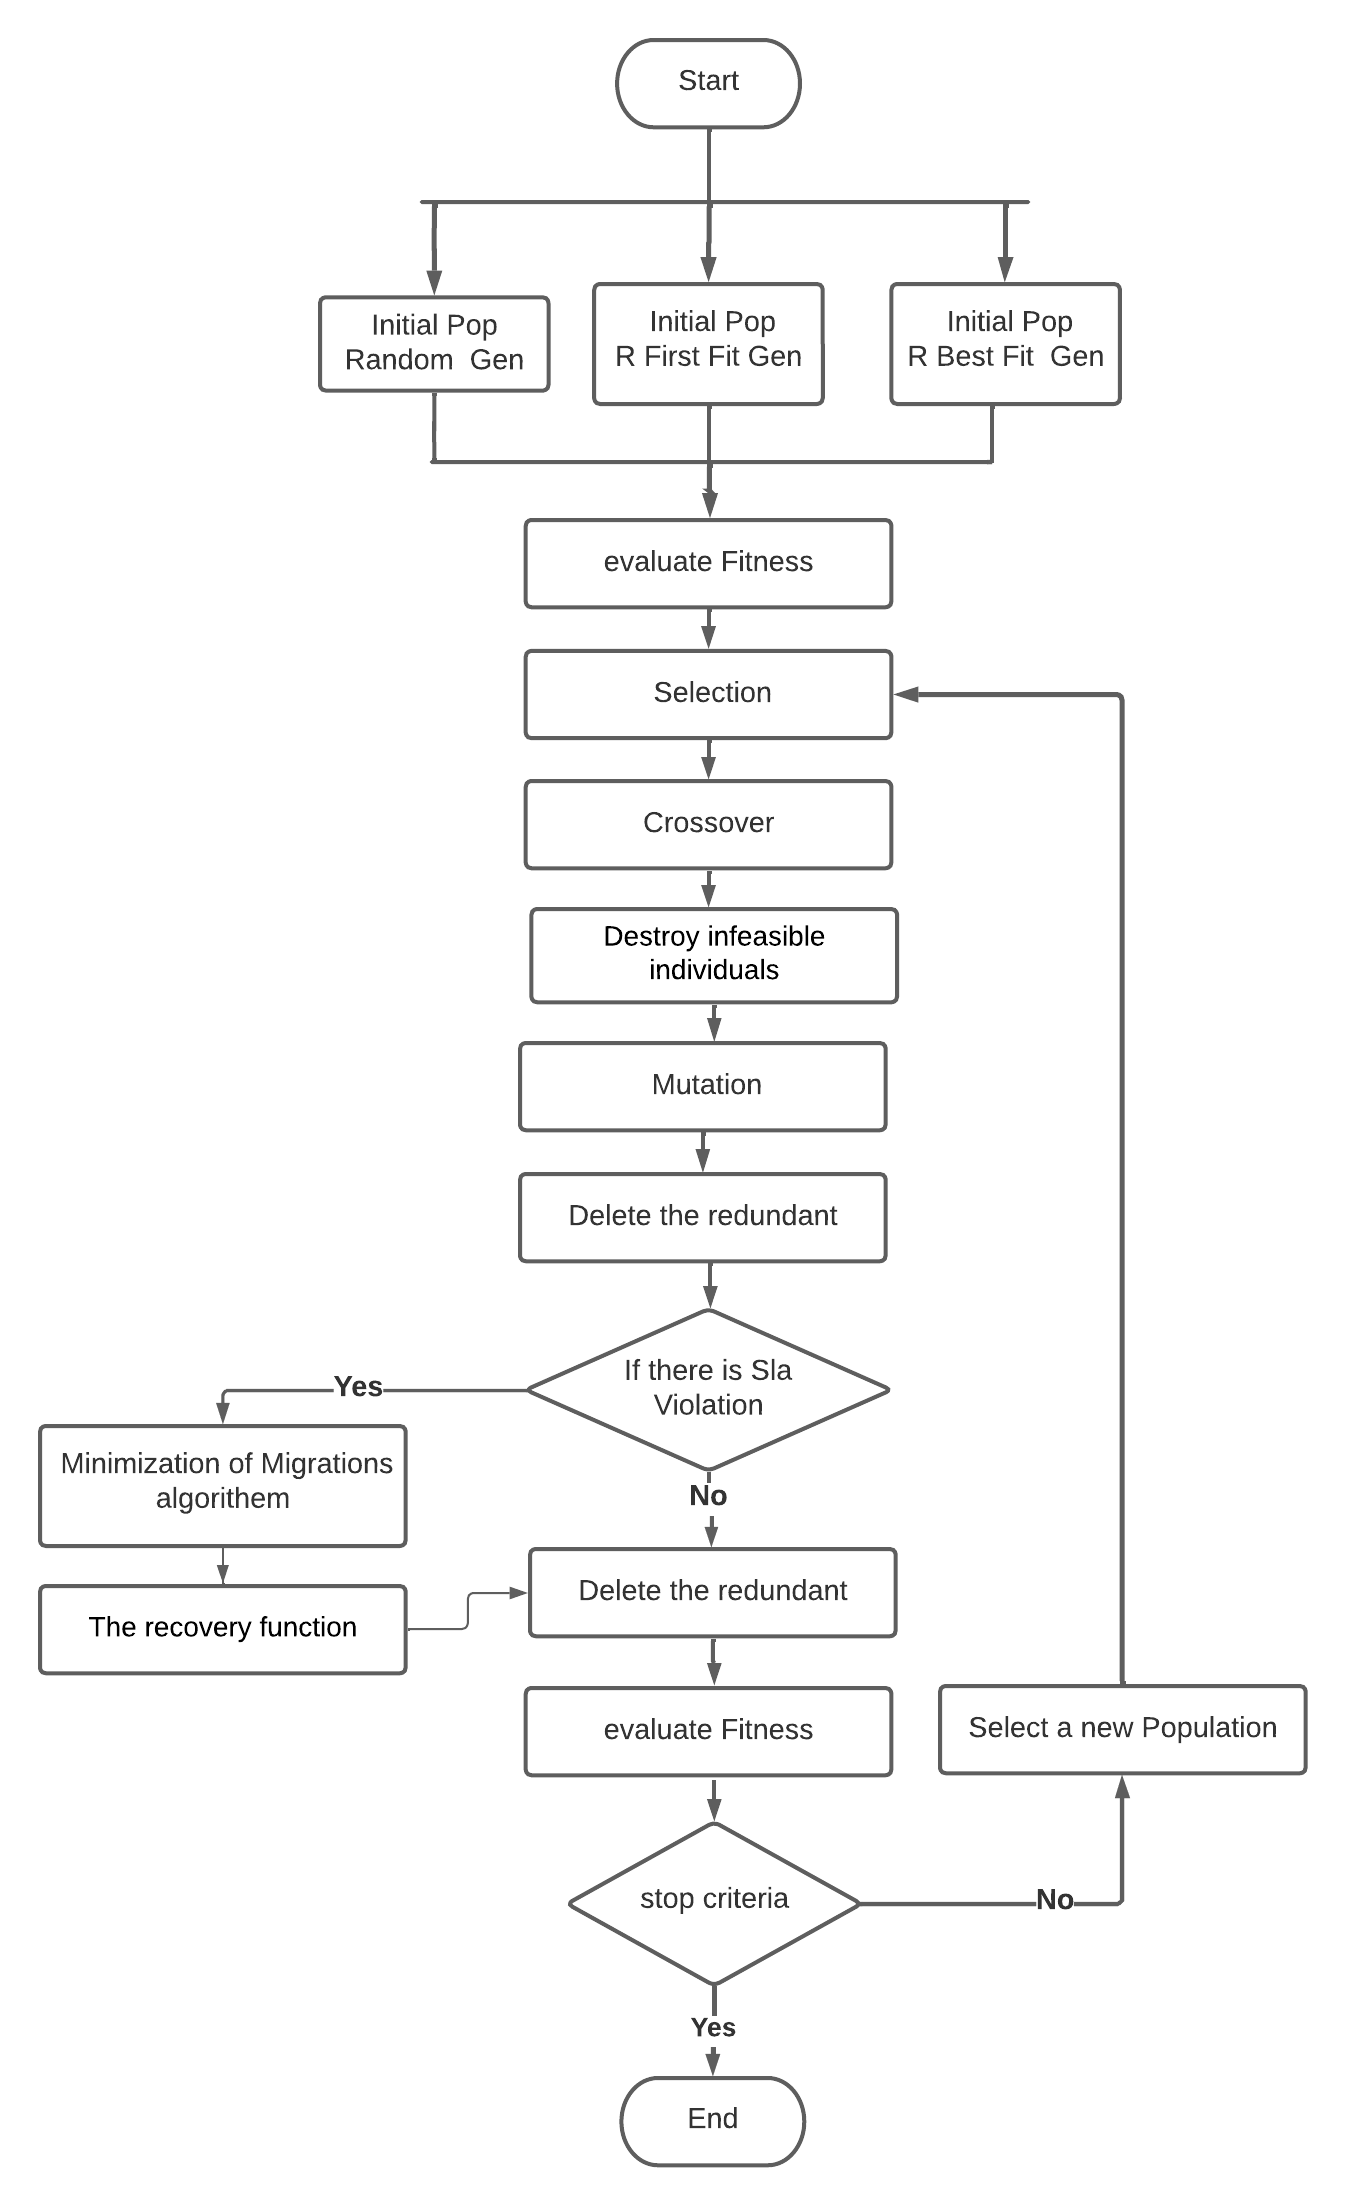 Start
Initial Pop
Random  Gen
Initial Pop
R First Fit Gen
Initial Pop
R Best Fit  Gen
evaluate Fitness
Selection
Crossover
Destroy infeasible
individuals
Mutation
Delete the redundant
If there is Sla
Violation
Yes
Minimization of Migrations
algorithem
No
The recovery function
Delete the redundant
evaluate Fitness
Select a new Population
stop criteria
No
Yes
End